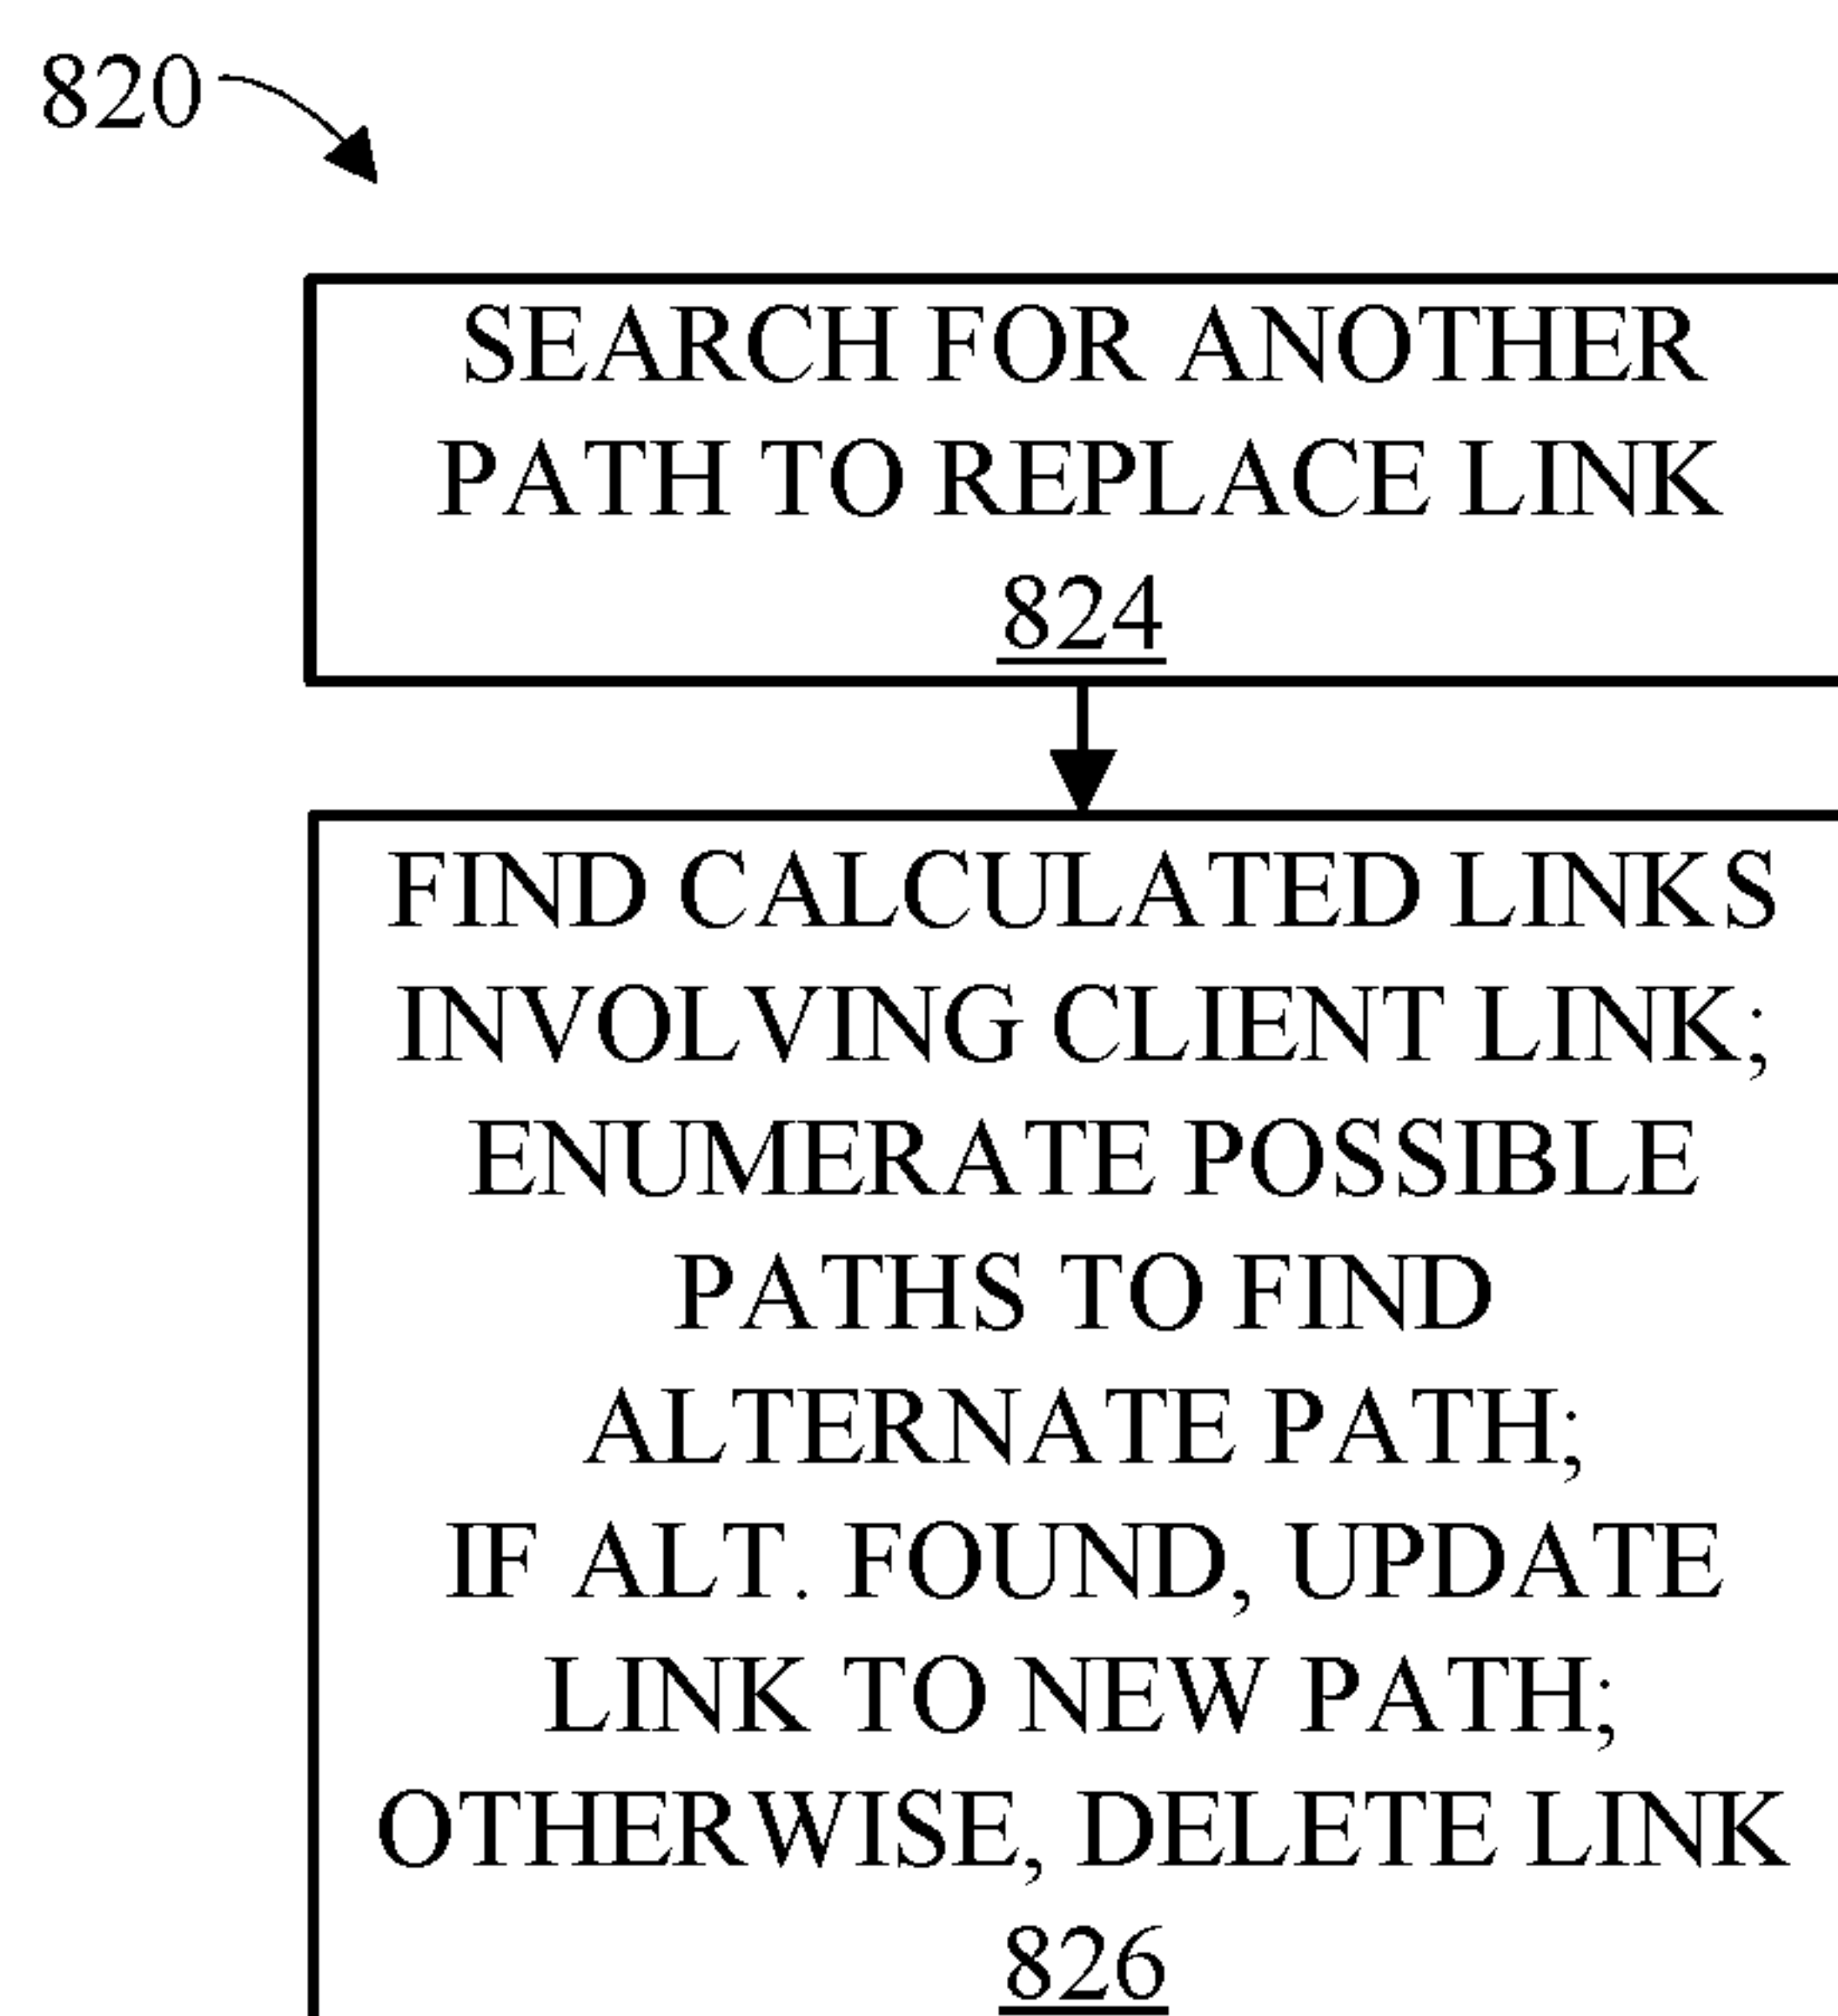 820
SEARCH FOR ANOTHER
PATH TO REPLACE LINK
824
FIND CALCULATED LINKS
INVOLVING CLIENT LINK;
ENUMERATE POSSIBLE
PATHS TO FIND
ALTERNATE PATH;
IF ALT. FOUND, UPDATE
LINK TO NEW PATH;
OTHERWISE, DELETE LINK
826